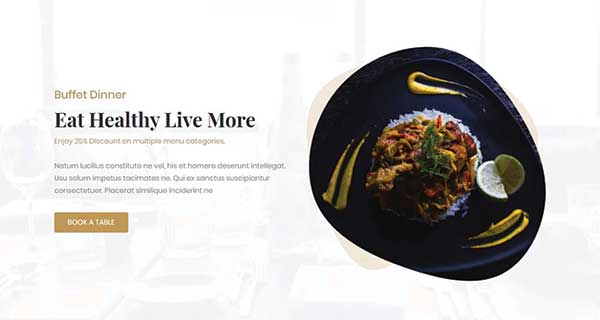 Buffet Dinner
Eat Healthy Live More
Enjoy 25% Discount on multiple menu categories.
Natum lucilius constituto ne vel, his et homero deserunt intellegat.
Usu solum impetus tacimates ne. Qui ex sanctus suscipiantur
consectetuer. Placerat similique inciderint ne
BOOK A TABLE